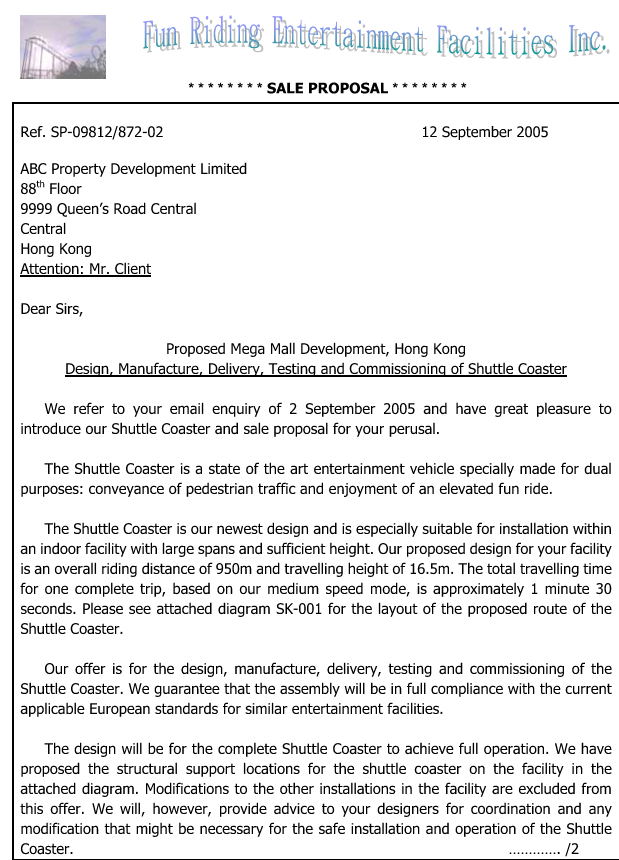 Fun Riding Entertainment Facilities Inc.
* * * * * * * * SALE PROPOSAL * * * * * * * *
Ref. SP-09812/872-02 12 September 2005
ABC Property Development Limited
88th Floor
9999 Queen’s Road Central
Central
Hong Kong
Attention: Mr. Client
Dear Sirs,
Proposed Mega Mall Development, Hong Kong
Design, Manufacture, Delivery, Testing and Commissioning of Shuttle Coaster
We refer to your email enquiry of 2 September 2005 and have great pleasure to
introduce our Shuttle Coaster and sale proposal for your perusal.
The Shuttle Coaster is a state of the art entertainment vehicle specially made for dual
purposes: conveyance of pedestrian traffic and enjoyment of an elevated fun ride.
The Shuttle Coaster is our newest design and is especially suitable for installation within
an indoor facility with large spans and sufficient height. Our proposed design for your facility
is an overall riding distance of 950m and travelling height of 16.5m. The total travelling time
for one complete trip, based on our medium speed mode, is approximately 1 minute 30
seconds. Please see attached diagram SK-001 for the layout of the proposed route of the
Shuttle Coaster.
Our offer is for the design, manufacture, delivery, testing and commissioning of the
Shuttle Coaster. We guarantee that the assembly will be in full compliance with the current
applicable European standards for similar entertainment facilities.
The design will be for the complete Shuttle Coaster to achieve full operation. We have
proposed the structural support locations for the shuttle coaster on the facility in the
attached diagram. Modifications to the other installations in the facility are excluded from
this offer. We will, however, provide advice to your designers for coordination and any
modification that might be necessary for the safe installation and operation of the Shuttle
Coaster. …………. /2